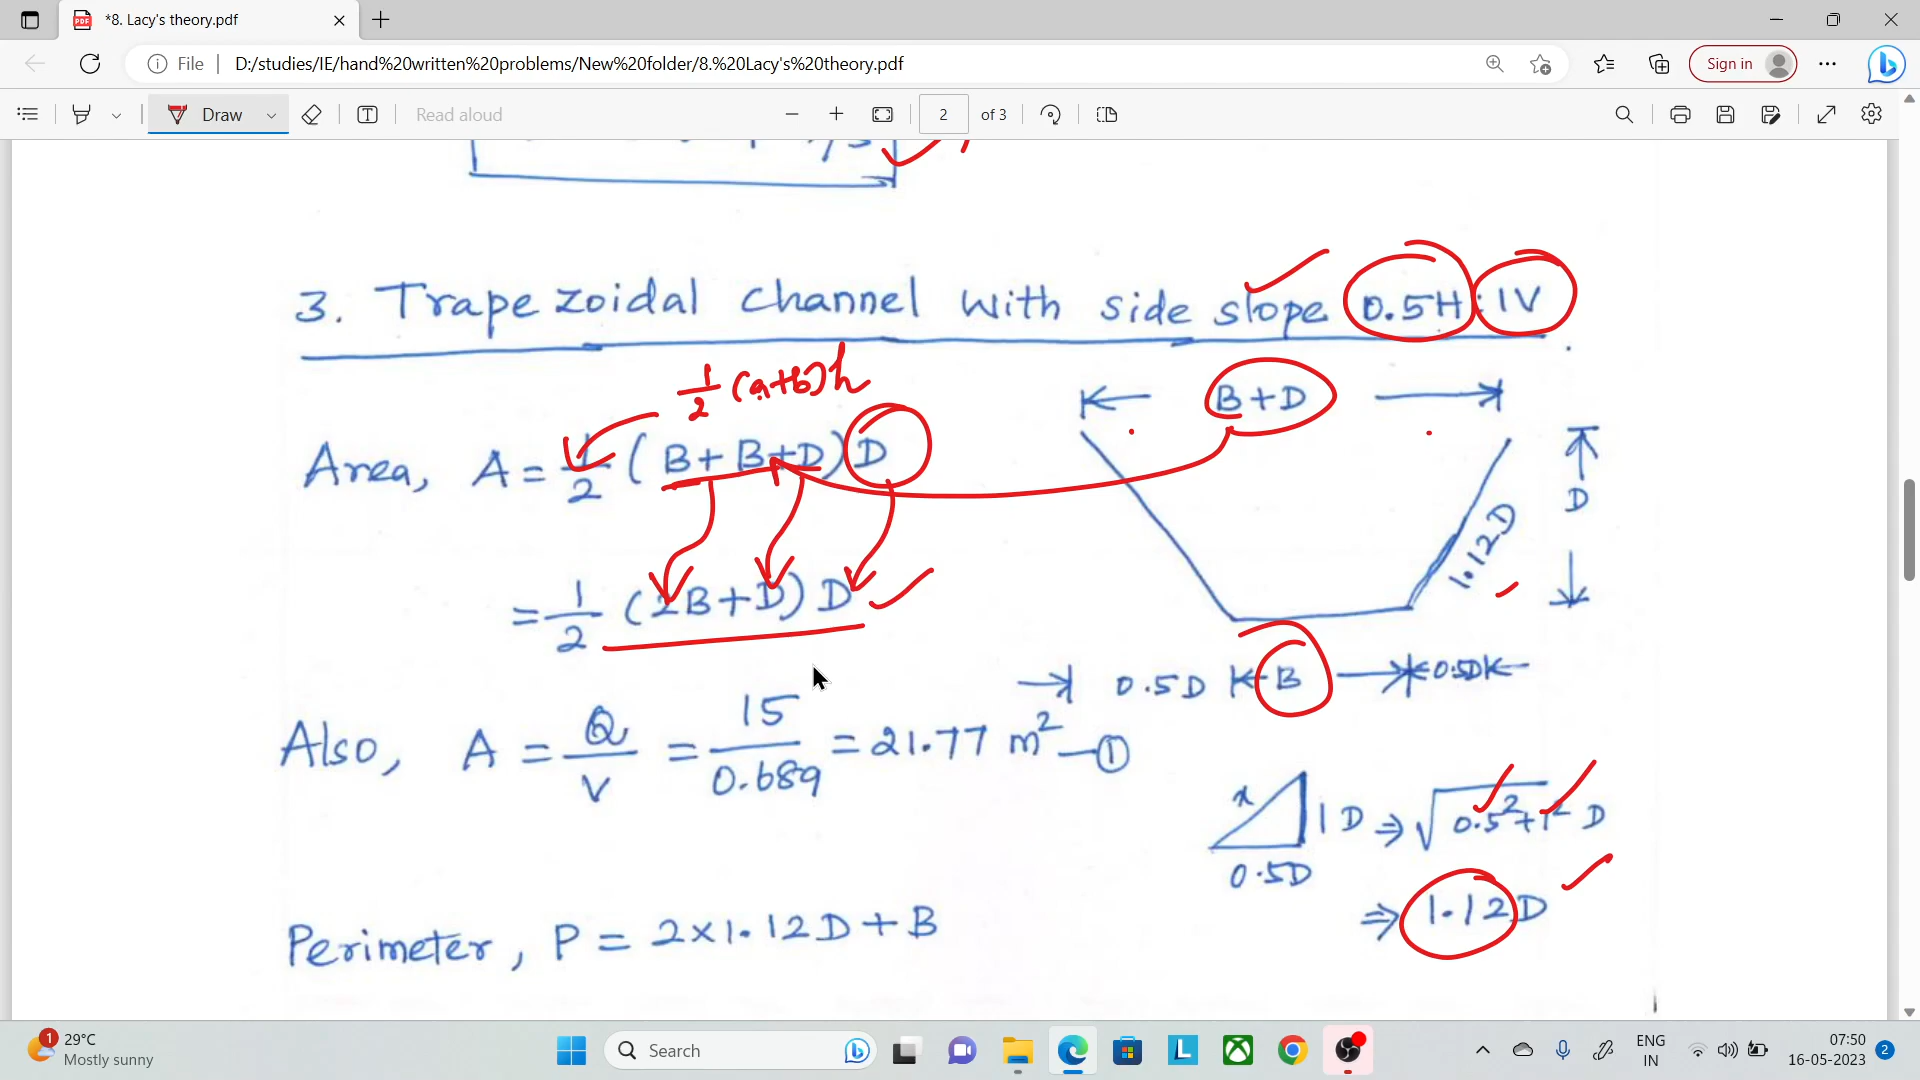 *8. Lacy's theory.pdf
File
D:/studies/IE/hand%20written%20problems/New%20folder/8.%20Lacy's%20theory.pdf
Sign in
Draw
Read aloud
2 of 3
3. Trapezoidal channel with side slope 0.5H : 1V
1/2 (a+b)h
B+D
Area, A = 1/2 (B+B+D) D
D
1.12D
= 1/2 (2B+D) D
0.5D B 0.5D
Also, A = Q/V = 15/0.689 = 21.77 m² — ①
x 1D ⇒ √0.5²+1² D
0.5D
⇒ 1.12D
Perimeter, P = 2×1.12D + B
1
29°C
Mostly sunny
Search
ENG
IN
07:50
16-05-2023
2